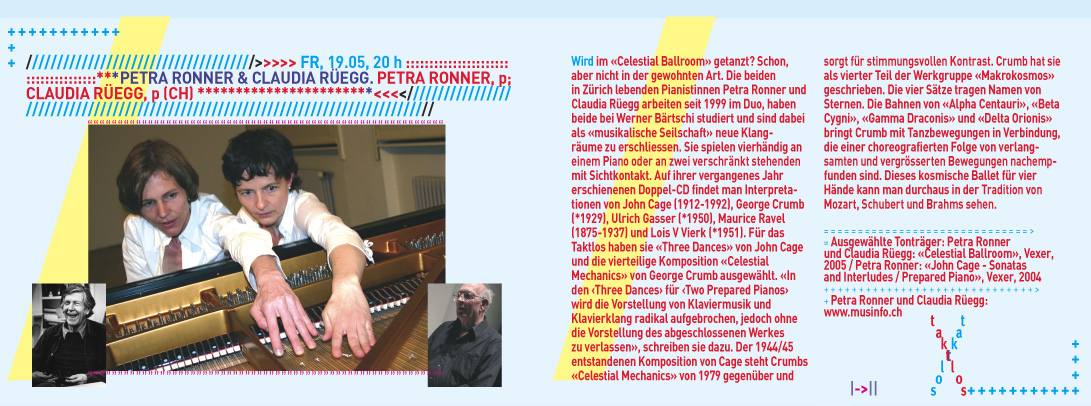 //////////////////////////////////>>>>> FR, 19.05, 20 h :::::::::::::::::::::::
::::::::::::::::***PETRA RONNER & CLAUDIA RÜEGG. PETRA RONNER, p;
CLAUDIA RÜEGG, p (CH) *************************<<<<///////////////
//////////////////////////////////////////////////////////////
Wird im «Celestial Ballroom» getanzt? Schon,
aber nicht in der gewohnten Art. Die beiden
in Zürich lebenden Pianistinnen Petra Ronner und
Claudia Rüegg arbeiten seit 1999 im Duo, haben
beide bei Werner Bärtschi studiert und sind dabei
als «musikalische Seilschaft» neue Klang-
räume zu erschliessen. Sie spielen vierhändig an
einem Piano oder an zwei verschränkt stehenden
mit Sichtkontakt. Auf ihrer vergangenes Jahr
erschienenen Doppel-CD findet man Interpreta-
tionen von John Cage (1912-1992), George Crumb
(*1929), Ulrich Gasser (*1950), Maurice Ravel
(1875-1937) und Lois V Vierk (*1951). Für das
Taktlos haben sie «Three Dances» von John Cage
und die vierteilige Komposition «Celestial
Mechanics» von George Crumb ausgewählt. «In
den ‹Three Dances› für ‹Two Prepared Pianos›
wird die Vorstellung von Klaviermusik und
Klavierklang radikal aufgebrochen, jedoch ohne
die Vorstellung des abgeschlossenen Werkes
zu verlassen», schreiben sie dazu. Der 1944/45
entstandenen Komposition von Cage steht Crumbs
«Celestial Mechanics» von 1979 gegenüber und
sorgt für stimmungsvollen Kontrast. Crumb hat sie
als vierter Teil der Werkgruppe «Makrokosmos»
geschrieben. Die vier Sätze tragen Namen von
Sternen. Die Bahnen von «Alpha Centauri», «Beta
Cygni», «Gamma Draconis» und «Delta Orionis»
bringt Crumb mit Tanzbewegungen in Verbindung,
die einer choreografierten Folge von verlang-
samten und vergrösserten Bewegungen nachemp-
funden sind. Dieses kosmische Ballet für vier
Hände kann man durchaus in der Tradition von
Mozart, Schubert und Brahms sehen.
= = = = = = = = = = = = = = = = = = = = = = = = = = = = >
= Ausgewählte Tonträger: Petra Ronner
und Claudia Rüegg: «Celestial Ballroom», Vexer,
2005 / Petra Ronner: «John Cage - Sonatas
and Interludes / Prepared Piano», Vexer, 2004
+ + + + + + + + + + + + + + + + + + + + + + + + + + + + >
+ Petra Ronner und Claudia Rüegg:
www.musinfo.ch
taktlos
taktlos
|->||